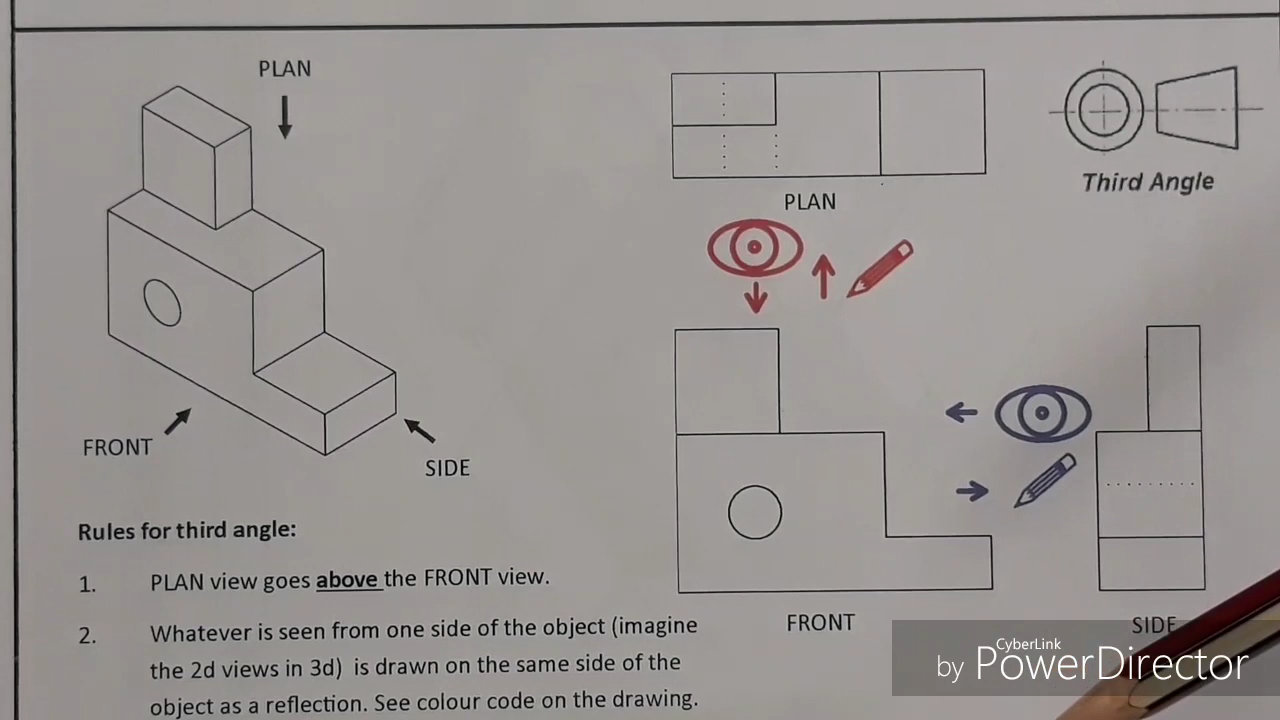 PLAN
PLAN
Third Angle
FRONT
SIDE
Rules for third angle:
1. PLAN view goes above the FRONT view.
2. Whatever is seen from one side of the object (imagine
the 2d views in 3d) is drawn on the same side of the
object as a reflection. See colour code on the drawing.
FRONT
SIDE
CyberLink
by PowerDirector